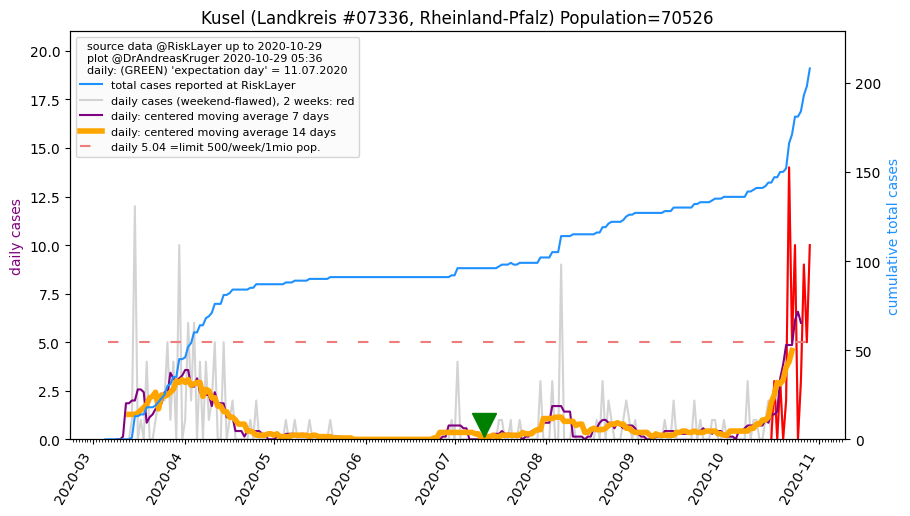 Kusel (Landkreis #07336, Rheinland-Pfalz) Population=70526
source data @RiskLayer up to 2020-10-29
plot @DrAndreasKruger 2020-10-29 05:36
daily: (GREEN) 'expectation day' = 11.07.2020
total cases reported at RiskLayer
daily cases (weekend-flawed), 2 weeks: red
daily: centered moving average 7 days
daily: centered moving average 14 days
daily 5.04 =limit 500/week/1mio pop.
daily cases
20.0
17.5
15.0
12.5
10.0
7.5
5.0
2.5
0.0
cumulative total cases
200
150
100
50
0
2020-03
2020-04
2020-05
2020-06
2020-07
2020-08
2020-09
2020-10
2020-11